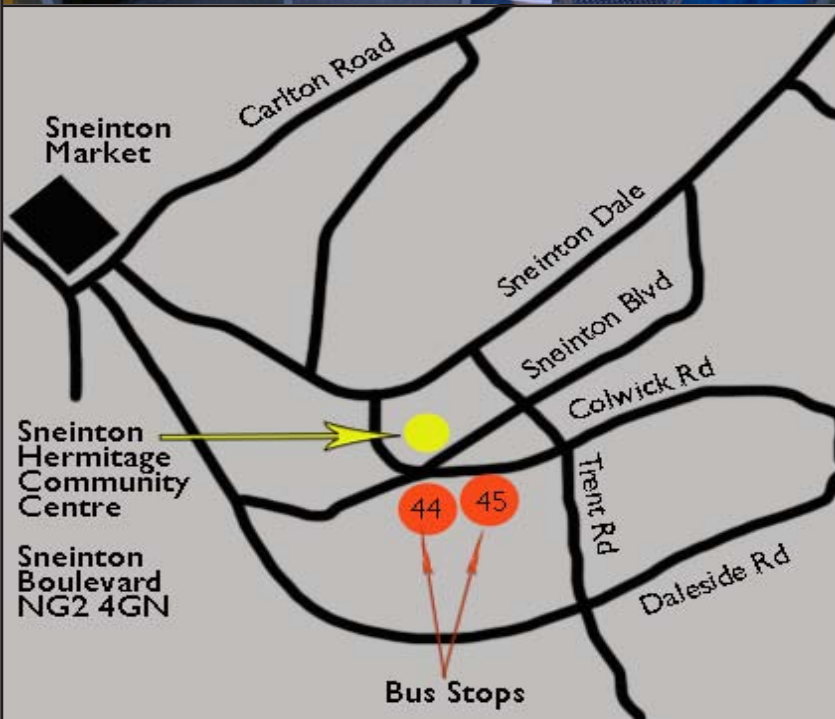 Carlton Road
Sneinton
Market
Sneinton Dale
Sneinton Blvd
Colwick Rd
Sneinton
Hermitage
Community
Centre
44
45
Trent Rd
Sneinton
Boulevard
NG2 4GN
Daleside Rd
Bus Stops